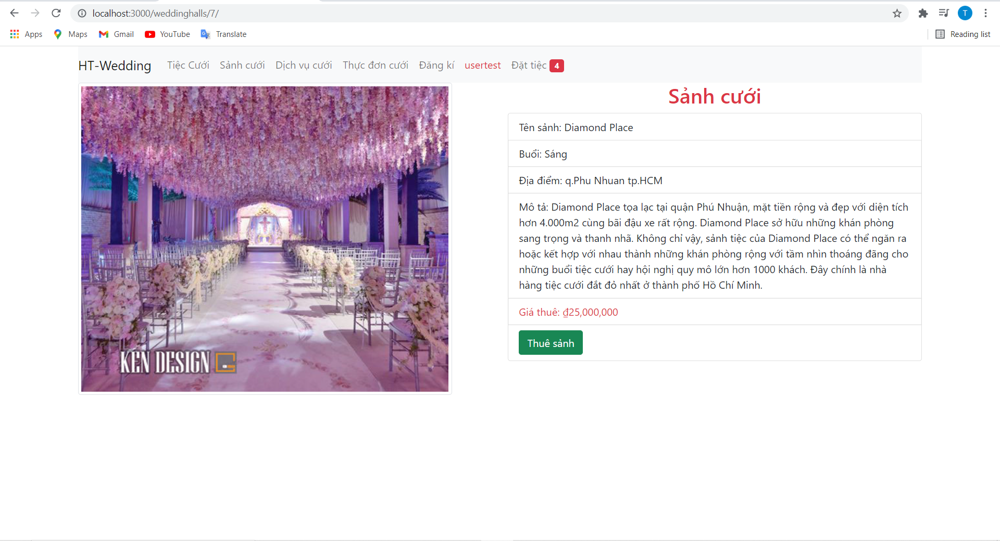 localhost:3000/weddinghalls/7/
T
Apps Maps Gmail YouTube Translate Reading list
HT-Wedding Tiệc Cưới Sảnh cưới Dịch vụ cưới Thực đơn cưới Đăng kí usertest Đặt tiệc 4
KEN DESIGN
Sảnh cưới
Tên sảnh: Diamond Place
Buổi: Sáng
Địa điểm: q.Phu Nhuan tp.HCM
Mô tả: Diamond Place tọa lạc tại quận Phú Nhuận, mặt tiền rộng và đẹp với diện tích
hơn 4.000m2 cùng bãi đậu xe rất rộng. Diamond Place sở hữu những khán phòng
sang trọng và thanh nhã. Không chỉ vậy, sảnh tiệc của Diamond Place có thể ngăn ra
hoặc kết hợp với nhau thành những khán phòng rộng với tầm nhìn thoáng đãng cho
những buổi tiệc cưới hay hội nghị quy mô lớn hơn 1000 khách. Đây chính là nhà
hàng tiệc cưới đắt đỏ nhất ở thành phố Hồ Chí Minh.
Giá thuê: ₫25,000,000
Thuê sảnh